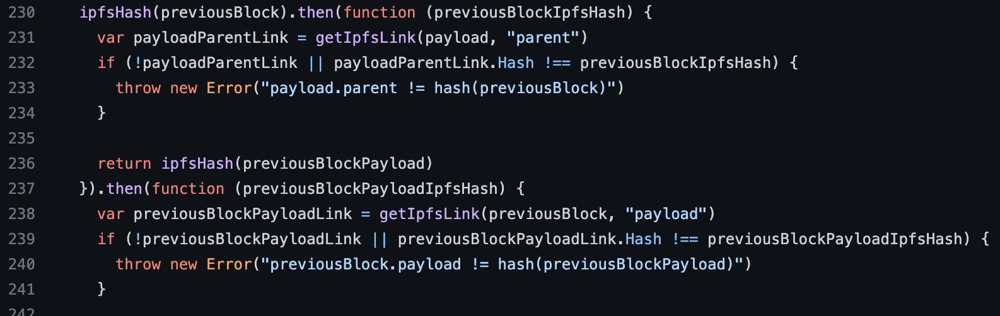 230 ipfsHash(previousBlock).then(function (previousBlockIpfsHash) {
231 var payloadParentLink = getIpfsLink(payload, "parent")
232 if (!payloadParentLink || payloadParentLink.Hash !== previousBlockIpfsHash) {
233 throw new Error("payload.parent != hash(previousBlock)")
234 }
235
236 return ipfsHash(previousBlockPayload)
237 }).then(function (previousBlockPayloadIpfsHash) {
238 var previousBlockPayloadLink = getIpfsLink(previousBlock, "payload")
239 if (!previousBlockPayloadLink || previousBlockPayloadLink.Hash !== previousBlockPayloadIpfsHash) {
240 throw new Error("previousBlock.payload != hash(previousBlockPayload)")
241 }
242